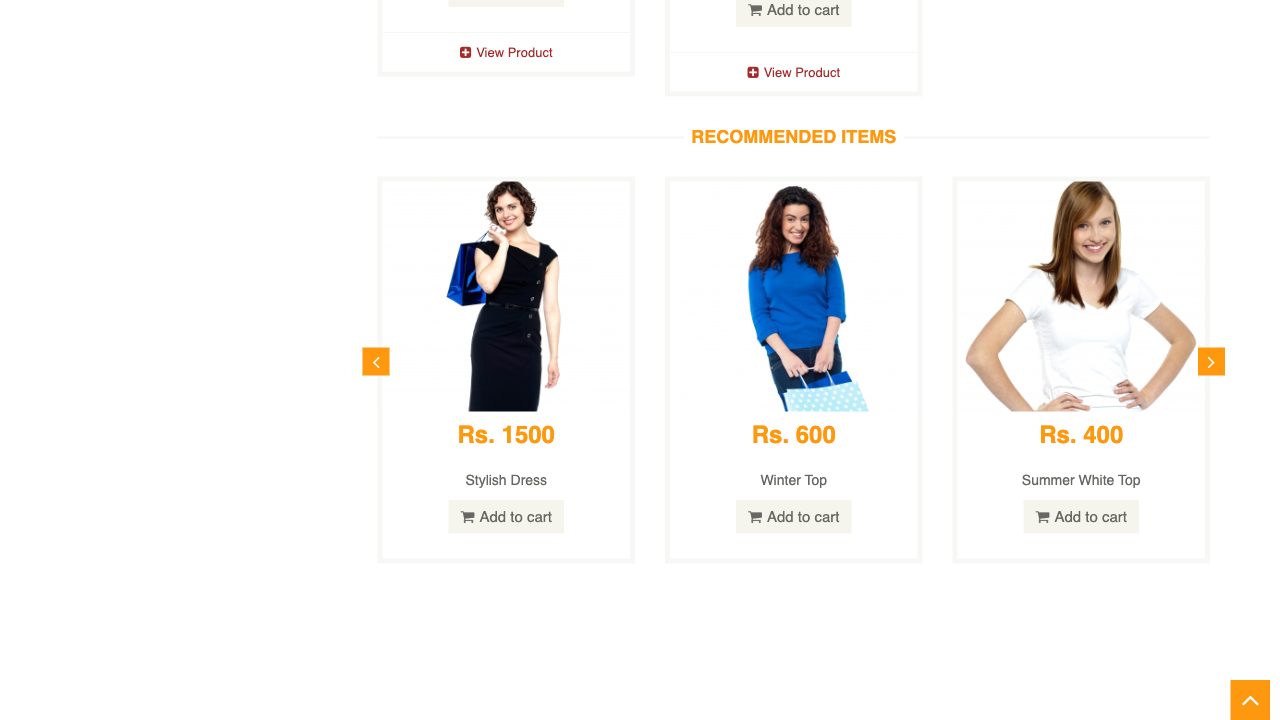 Add to cart
View Product
View Product
RECOMMENDED ITEMS
Rs. 1500
Rs. 600
Rs. 400
Stylish Dress
Winter Top
Summer White Top
Add to cart
Add to cart
Add to cart